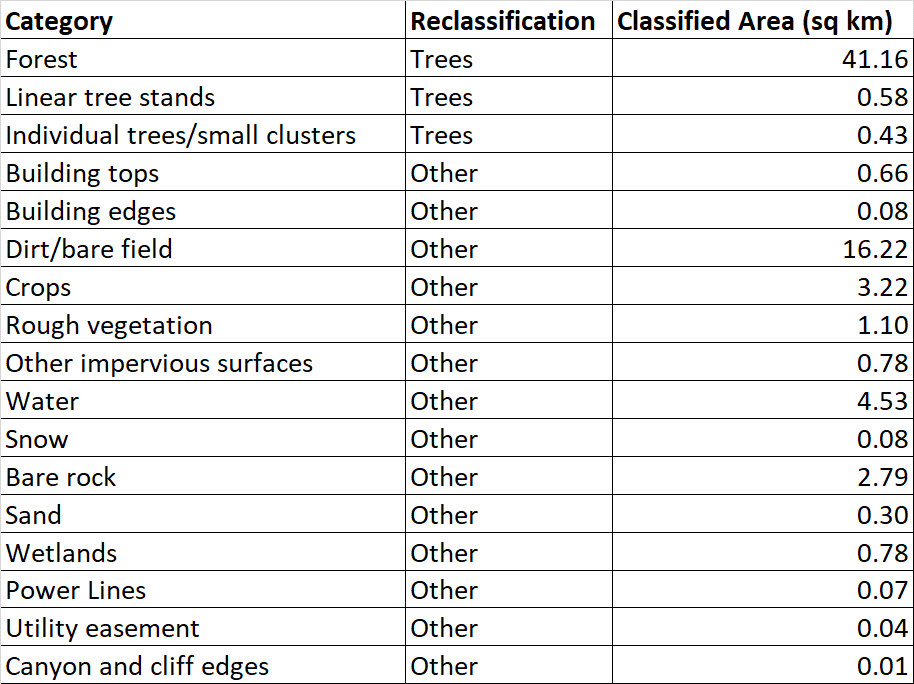 Category Reclassification Classified Area (sq km)
Forest Trees 41.16
Linear tree stands Trees 0.58
Individual trees/small clusters Trees 0.43
Building tops Other 0.66
Building edges Other 0.08
Dirt/bare field Other 16.22
Crops Other 3.22
Rough vegetation Other 1.10
Other impervious surfaces Other 0.78
Water Other 4.53
Snow Other 0.08
Bare rock Other 2.79
Sand Other 0.30
Wetlands Other 0.78
Power Lines Other 0.07
Utility easement Other 0.04
Canyon and cliff edges Other 0.01